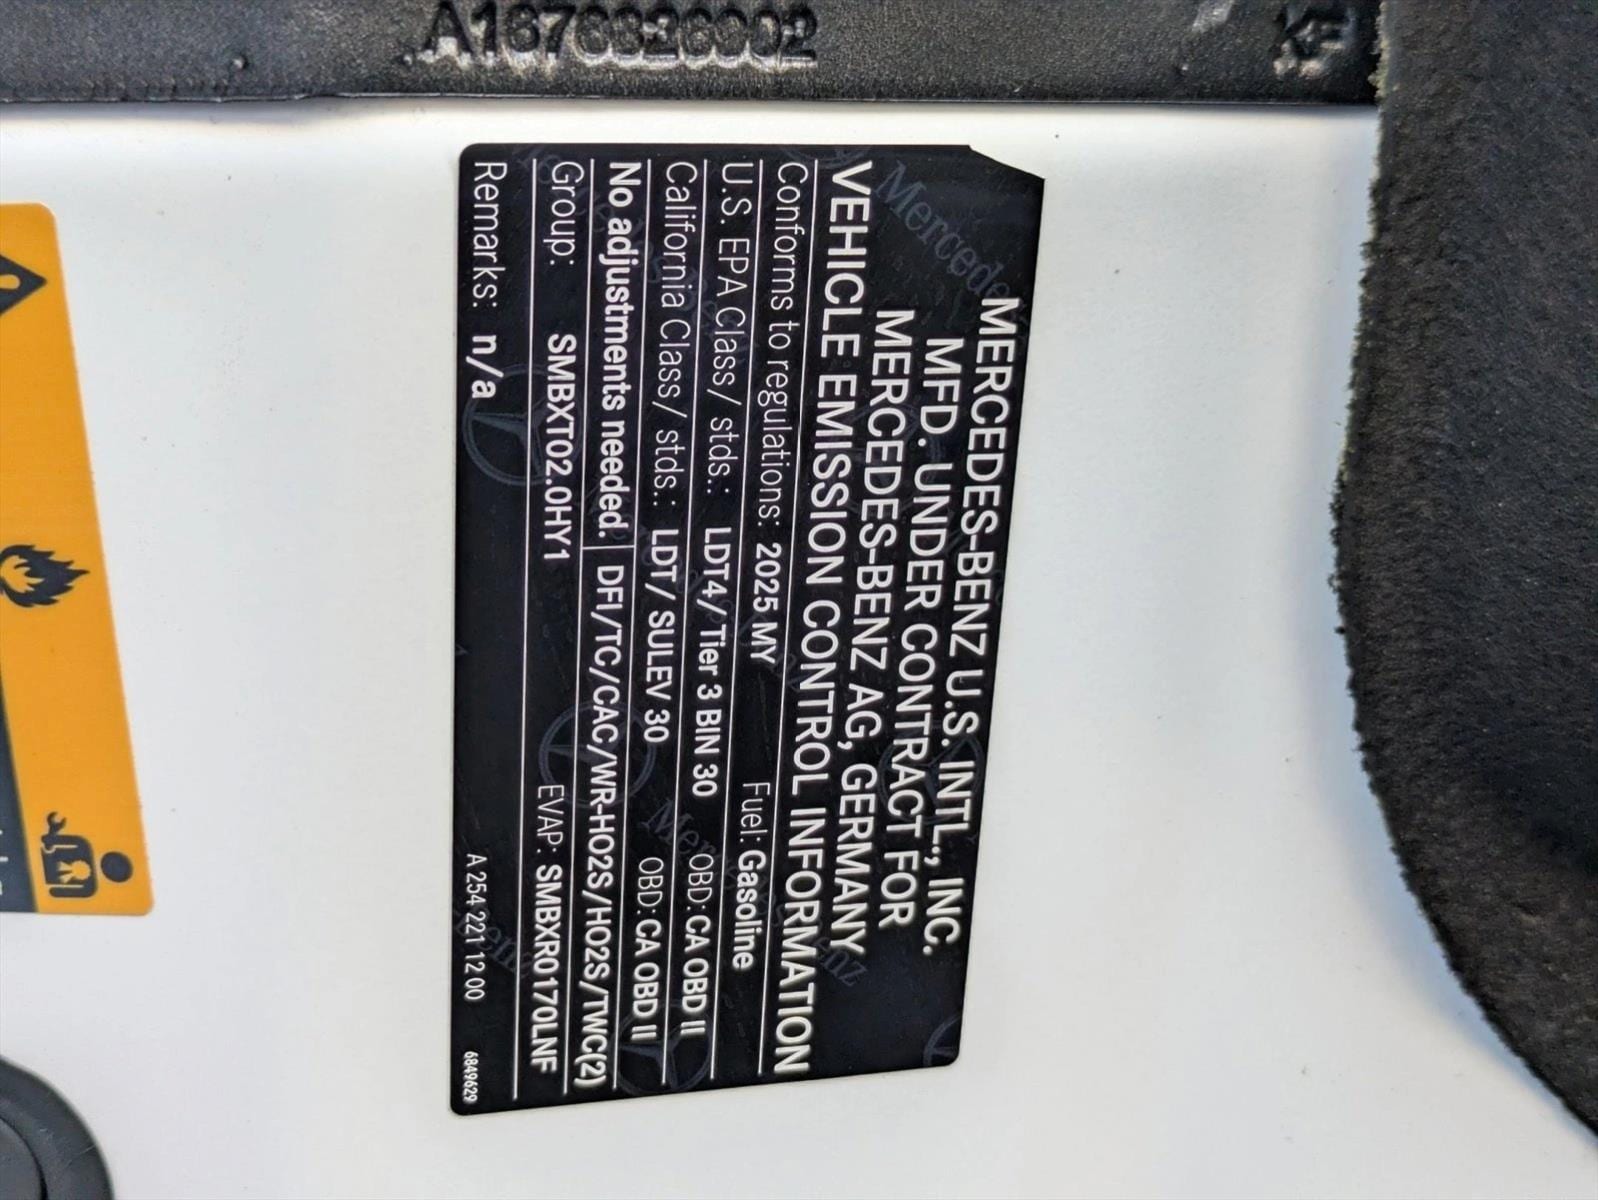 A1676826902
KF
MERCEDES-BENZ U.S. INTL., INC.
MFD. UNDER CONTRACT FOR
MERCEDES-BENZ AG, GERMANY
VEHICLE EMISSION CONTROL INFORMATION
Conforms to regulations: 2025 MY Fuel: Gasoline
U.S. EPA Class/ stds.: LDT4/ Tier 3 BIN 30 OBD: CA OBD II
California Class/ stds.: LDT/ SULEV 30 OBD: CA OBD II
No adjustments needed. DFI/TC/CAC/WR-HO2S/HO2S/TWC(2)
Group: SMBXT02.0HY1 EVAP: SMBXR0170LNF
Remarks: n/a A 254 221 12 00 6849629